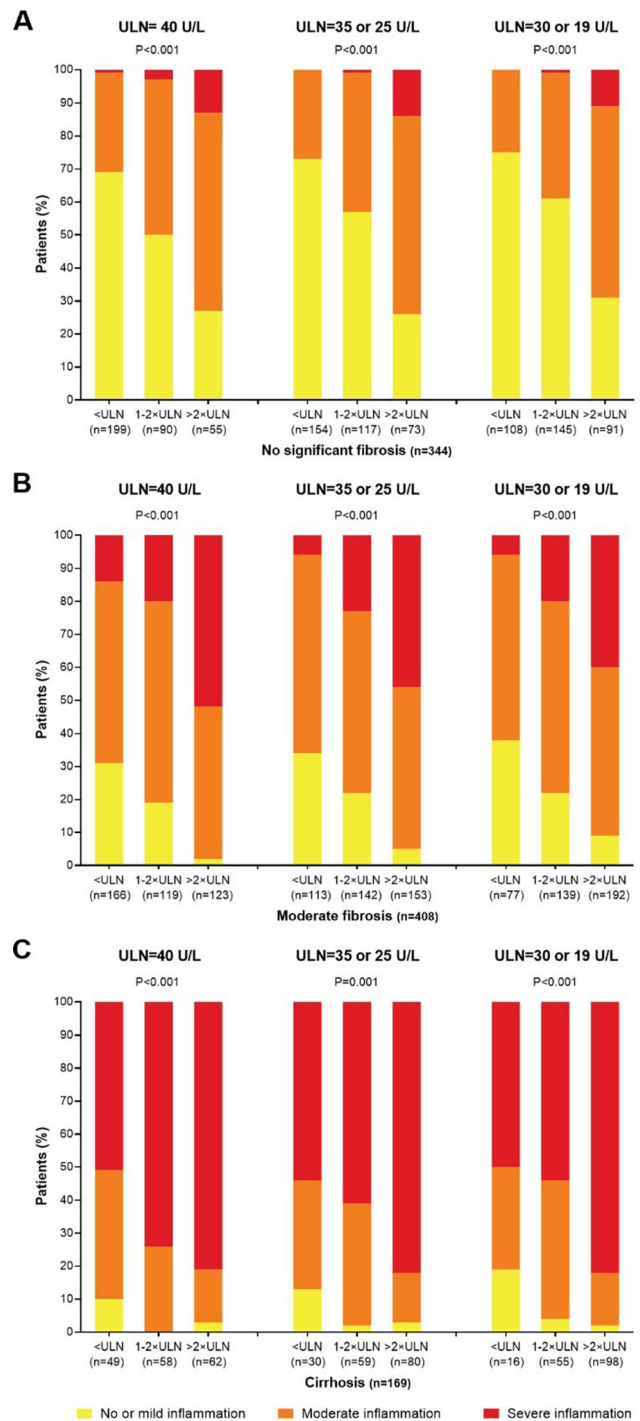 A
ULN= 40 U/L ULN=35 or 25 U/L ULN=30 or 19 U/L
P<0.001 P<0.001 P<0.001
100
90
80
70
60
50
40
30
20
10
0
Patients (%)
<ULN 1-2×ULN >2×ULN <ULN 1-2×ULN >2×ULN <ULN 1-2×ULN >2×ULN
(n=199) (n=90) (n=55) (n=154) (n=117) (n=73) (n=108) (n=145) (n=91)
No significant fibrosis (n=344)
B
ULN=40 U/L ULN=35 or 25 U/L ULN=30 or 19 U/L
P<0.001 P<0.001 P<0.001
100
90
80
70
60
50
40
30
20
10
0
Patients (%)
<ULN 1-2×ULN >2×ULN <ULN 1-2×ULN >2×ULN <ULN 1-2×ULN >2×ULN
(n=166) (n=119) (n=123) (n=113) (n=142) (n=153) (n=77) (n=139) (n=192)
Moderate fibrosis (n=408)
C
ULN=40 U/L ULN=35 or 25 U/L ULN=30 or 19 U/L
P<0.001 P=0.001 P<0.001
100
90
80
70
60
50
40
30
20
10
0
Patients (%)
<ULN 1-2×ULN >2×ULN <ULN 1-2×ULN >2×ULN <ULN 1-2×ULN >2×ULN
(n=49) (n=58) (n=62) (n=30) (n=59) (n=80) (n=16) (n=55) (n=98)
Cirrhosis (n=169)
No or mild inflammation Moderate inflammation Severe inflammation